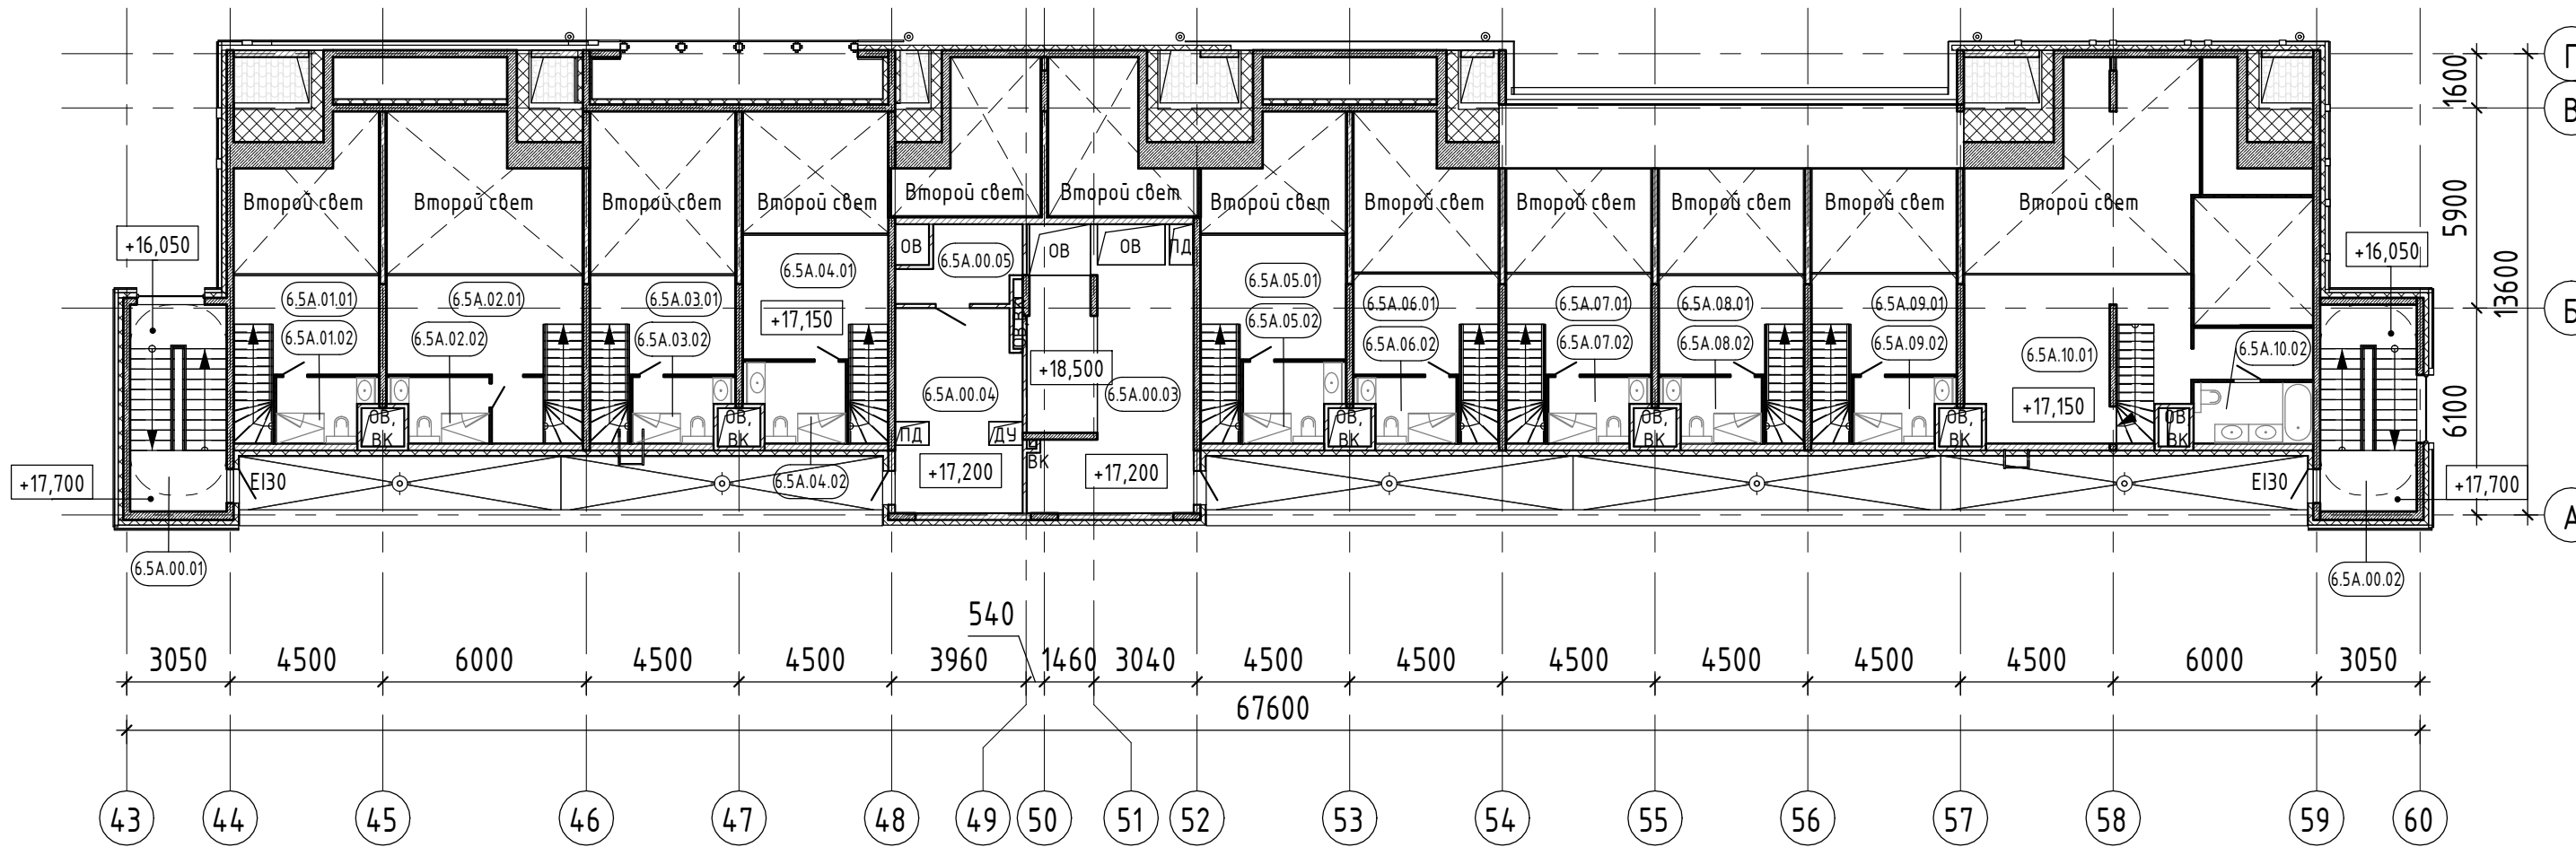 Г
1600
В
Второй свет
Второй свет
Второй свет
Второй свет
Второй свет
Второй свет
Второй свет
Второй свет
Второй свет
Второй свет
Второй свет
Второй свет
5900
13600
+16,050
+16,050
ОВ
6.5А.00.05
ОВ
ОВ
ПД
6.5А.01.01
6.5А.02.01
6.5А.03.01
6.5А.04.01
6.5А.05.01
6.5А.06.01
6.5А.07.01
6.5А.08.01
6.5А.09.01
Б
+17,150
ОВ, ВК
6.5А.01.02
6.5А.02.02
6.5А.03.02
6.5А.05.02
6.5А.06.02
6.5А.07.02
6.5А.08.02
6.5А.09.02
6.5А.10.01
6.5А.10.02
+18,500
6.5А.00.04
6.5А.00.03
+17,150
6100
ОВ,
ВК
ОВ,
ВК
ПД
ДУ
ВК
ОВ,
ВК
ОВ,
ВК
ОВ,
ВК
ОВ,
ВК
+17,700
EI30
6.5А.04.02
+17,200
+17,200
EI30
+17,700
А
6.5А.00.01
6.5А.00.02
540
3050
4500
6000
4500
4500
3960
1460
3040
4500
4500
4500
4500
4500
4500
6000
3050
67600
43
44
45
46
47
48
49
50
51
52
53
54
55
56
57
58
59
60